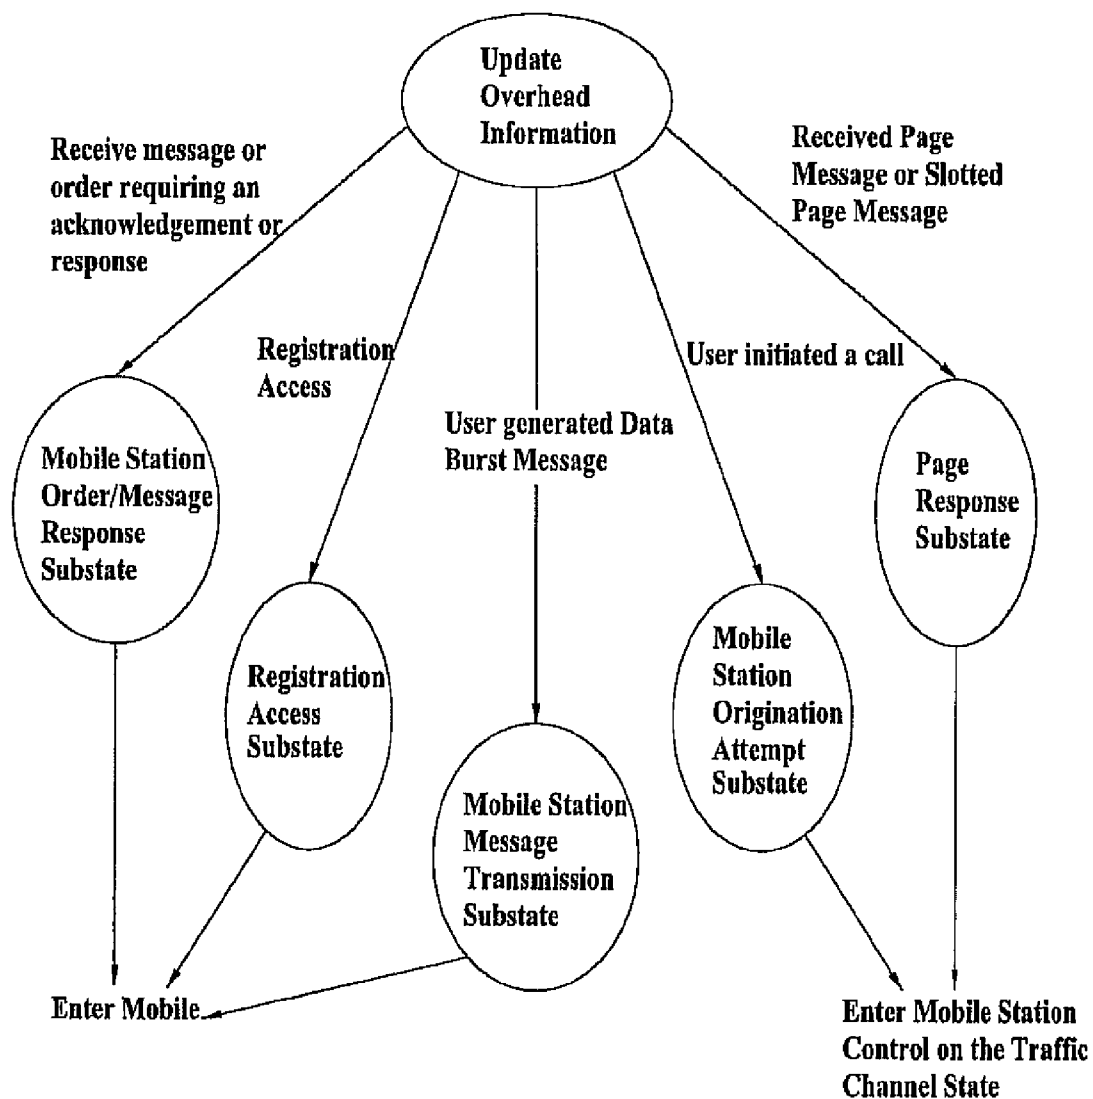 Update
Overhead
Information
Receive message or
order requiring an
acknowledgement or
response
Received Page
Message or Slotted
Page Message
Registration
Access
User initiated a call
User generated Data
Burst Message
Mobile Station
Order/Message
Response
Substate
Page
Response
Substate
Registration
Access
Substate
Mobile
Station
Origination
Attempt
Substate
Mobile Station
Message
Transmission
Substate
Enter Mobile
Enter Mobile Station
Control on the Traffic
Channel State